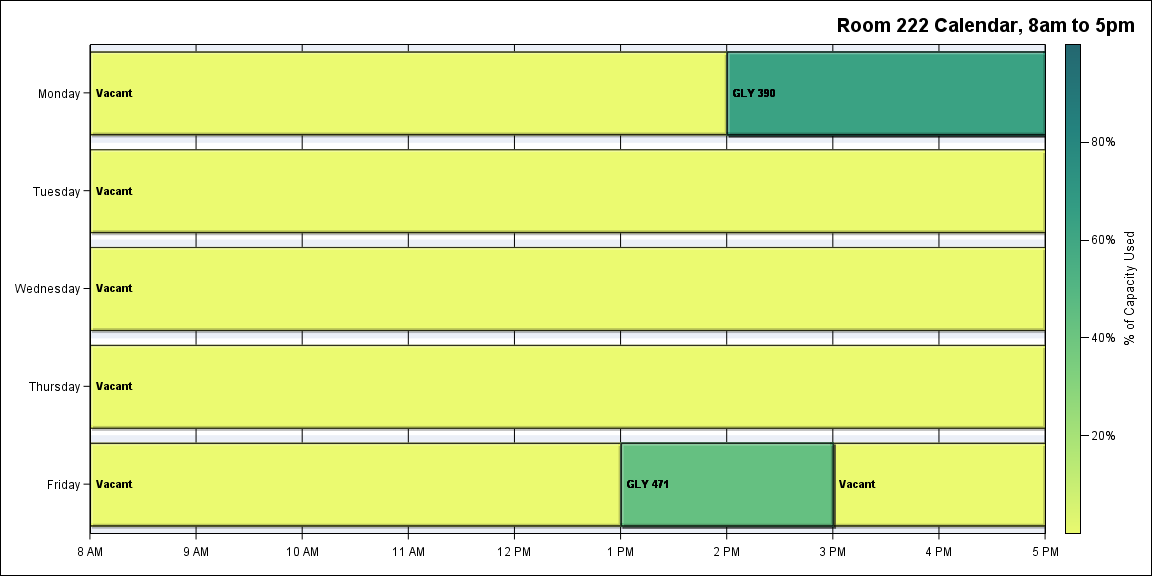 Room 222 Calendar, 8am to 5pm
Monday
Vacant
GLY 390
Tuesday
Vacant
Wednesday
Vacant
Thursday
Vacant
Friday
Vacant
GLY 471
Vacant
8 AM 9 AM 10 AM 11 AM 12 PM 1 PM 2 PM 3 PM 4 PM 5 PM
80%
60%
40%
20%
% of Capacity Used